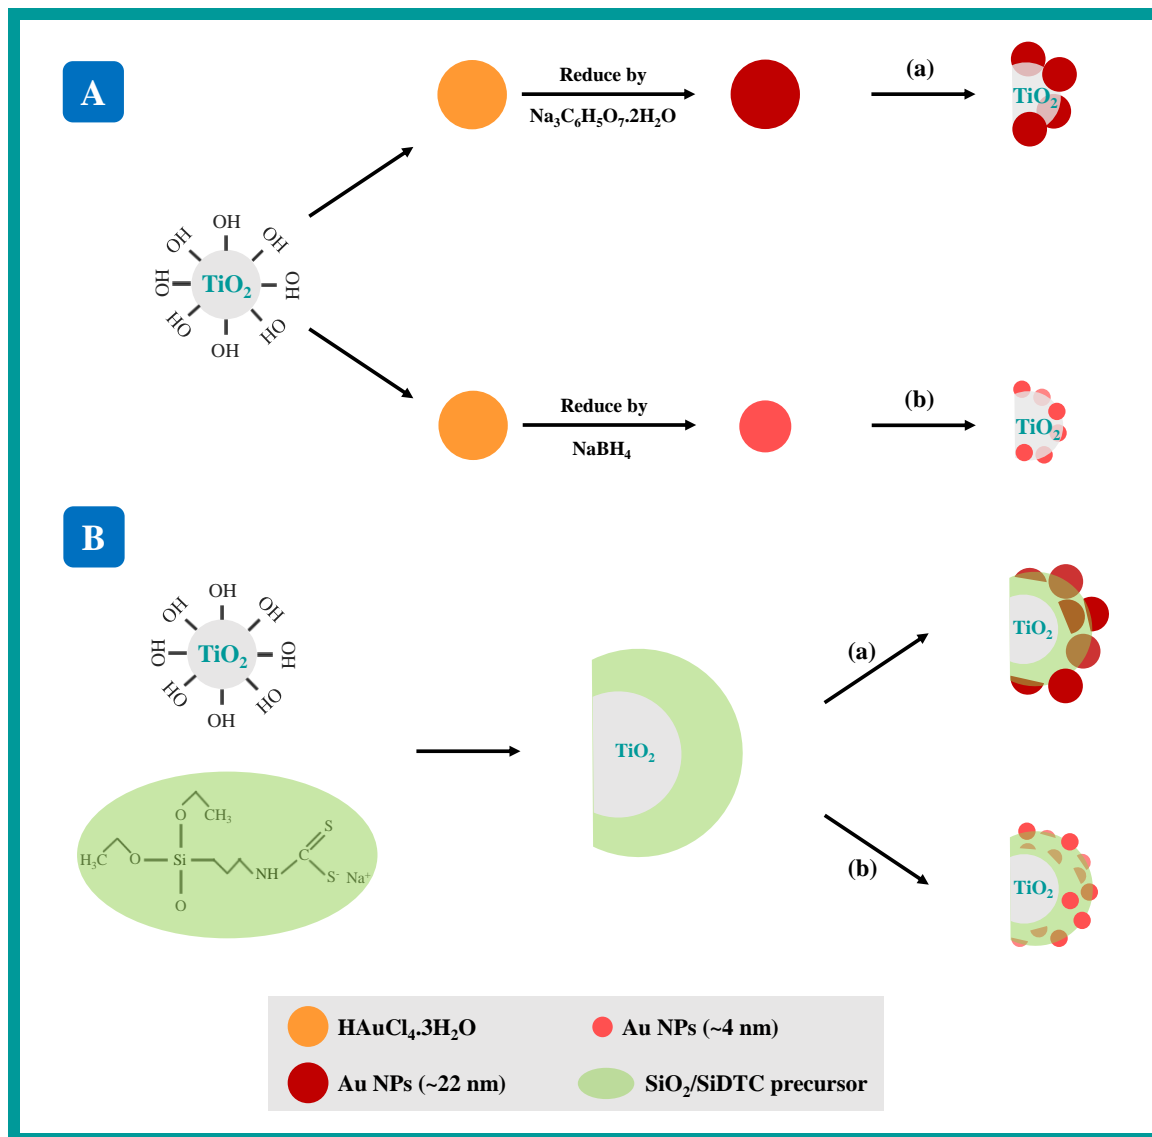 A
Reduce by
Na₃C₆H₅O₇.2H₂O
(a)
TiO₂
OH
OH
OH
OH
TiO₂
OH
HO
HO
OH
Reduce by
NaBH₄
(b)
TiO₂
B
OH
OH
OH
OH
TiO₂
OH
HO
HO
OH
TiO₂
(a)
TiO₂
(b)
TiO₂
O
CH₃
S
H₃C
O
Si
NH
C
S⁻ Na⁺
O
HAuCl₄.3H₂O
Au NPs (~4 nm)
Au NPs (~22 nm)
SiO₂/SiDTC precursor